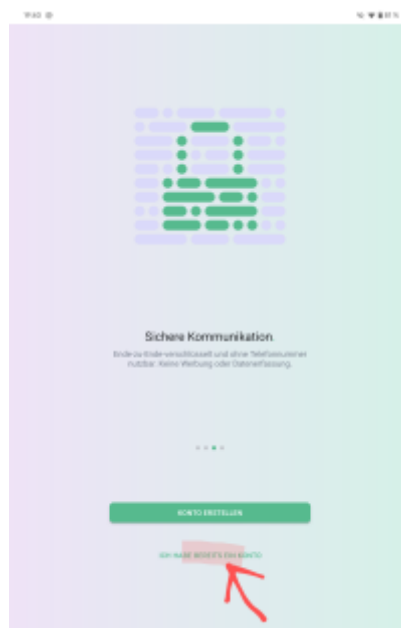 Sichere Kommunikation.
Ende-zu-Ende-verschlüsselt und ohne Telefonnummer
nutzbar. Keine Werbung oder Datenerfassung.
KONTO ERSTELLEN
ICH HABE BEREITS EIN KONTO